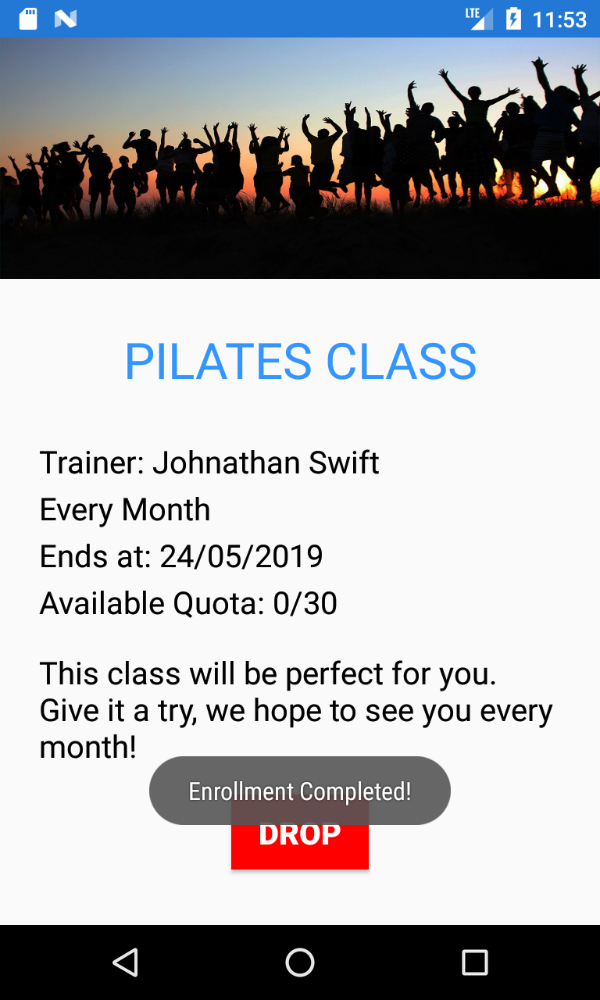 LTE 11:53
PILATES CLASS
Trainer: Johnathan Swift
Every Month
Ends at: 24/05/2019
Available Quota: 0/30
This class will be perfect for you.
Give it a try, we hope to see you every
month!
Enrollment Completed!
DROP